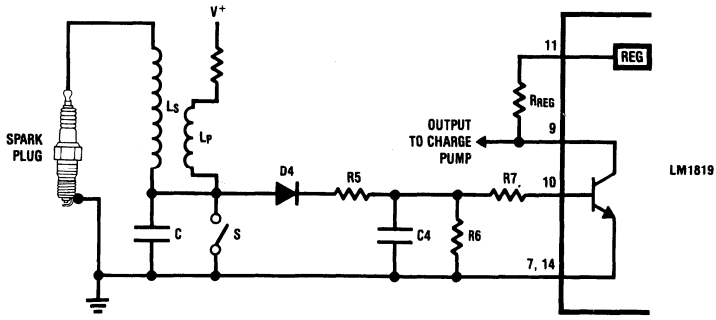 V+
11
REG
LS
RREG
LP
OUTPUT
TO CHARGE
PUMP
9
SPARK
PLUG
LM1819
D4
R5
R7
10
C
S
C4
R6
7, 14